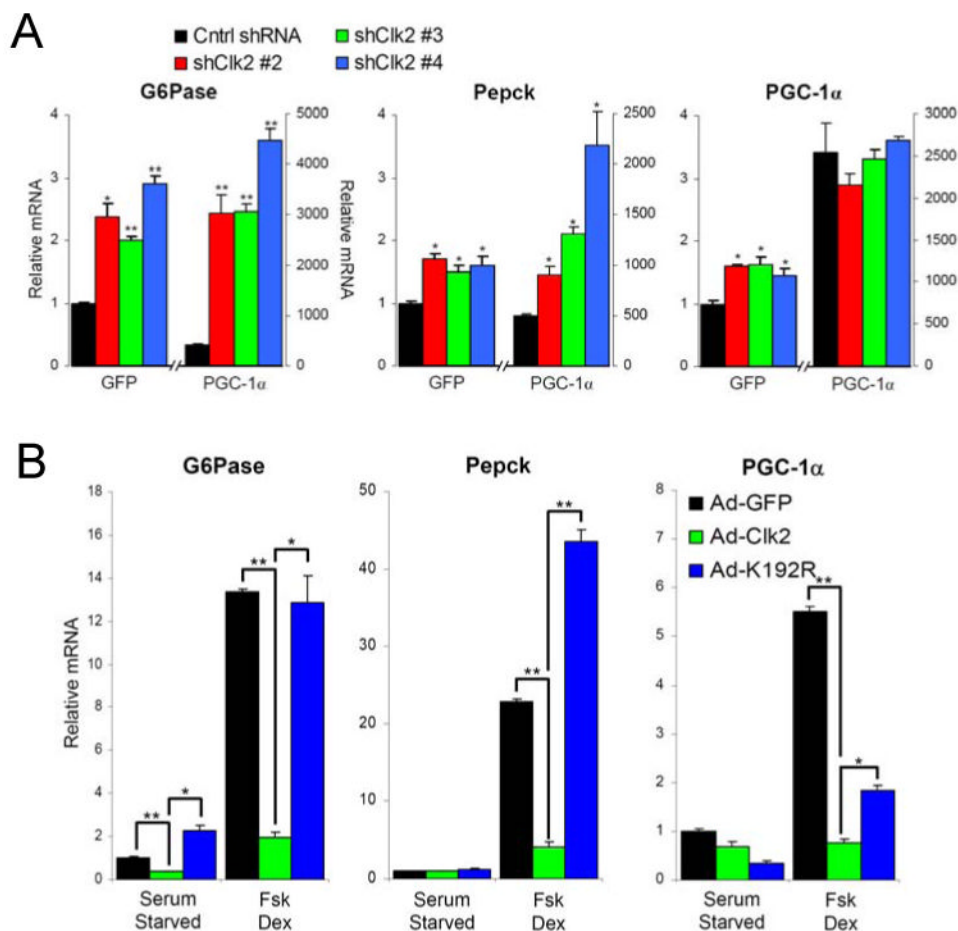 A
Cntrl shRNA
shClk2 #3
shClk2 #2
shClk2 #4
G6Pase
Relative mRNA
4
3
2
1
0
* ** **
** ** **
5000
4000
3000
2000
1000
0
GFP
PGC-1α
Pepck
Relative mRNA
4
3
2
1
0
* * *
* * *
2500
2000
1500
1000
500
0
GFP
PGC-1α
PGC-1α
4
3
2
1
0
* * *
3000
2500
2000
1500
1000
500
0
GFP
PGC-1α
B
G6Pase
Relative mRNA
18
16
14
12
10
8
6
4
2
0
** *
** *
Serum
Starved
Fsk
Dex
Pepck
50
40
30
20
10
0
**
**
Serum
Starved
Fsk
Dex
PGC-1α
8
7
6
5
4
3
2
1
0
Ad-GFP
Ad-Clk2
Ad-K192R
**
*
Serum
Starved
Fsk
Dex